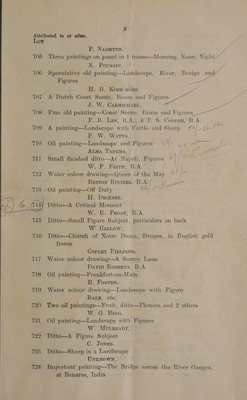 3
Attributed to or after.
LOT
P. NASMYTH.
705 Three paintings on panel in 1 frame—Morning, Noon, Night
N. POUSSIN.
706 Speculative old painting—Landscape, River, Bridge and
Figures
H. B. KOEK-KOEK.
707 A Dutch Coast Scene, Boats and Figures
J. W. CARMICHAEL.
708 Fine old painting—Coast Scene, Boats and Figures
F. R. LEE, R.A., & T. S. COOPER, R.A.
709 A painting—Landscape with Cattle and Sheep
F. W. WATTS.
710 Oil painting—Landscape and Figures
ALMA TADEMA.
711 Small finished ditto—At Napoli, Figures
W. P. FRITH, R.A.
712 Water colour drawing—Queen of the May
BRITON RIVIERE, R.A.
713 Oil painting—Off Duty
H. DICKSEE.
714 Ditto—A Critical Moment
W. E. FROST, R.A.
715 Ditto—Small Figure Subject, particulars on back
W. CALLOW.
716 Ditto—Church of Notre Dame, Bruges, in English gold
frame
COPLEY FIELDING.
717 Water colour drawing—A Surrey Lane
DAVID ROBERTS, R.A.
718 Oil painting—Frankfort-on-Main
B. FOSTER.
719 Water colour drawing—Landscape with Figure
BALE, etc.
720 Two oil paintings—Fruit, ditto—Flowers and 2 others
W. G. BIRD.
721 Oil painting—Landscape with Figures
W. MULREADY.
722 Ditto—A Figure Subject
C. JONES.
723 Ditto—Sheep in a Landscape
UNKNOWN.
724 Important painting—The Bridge across the River Ganges,
at Benares, India